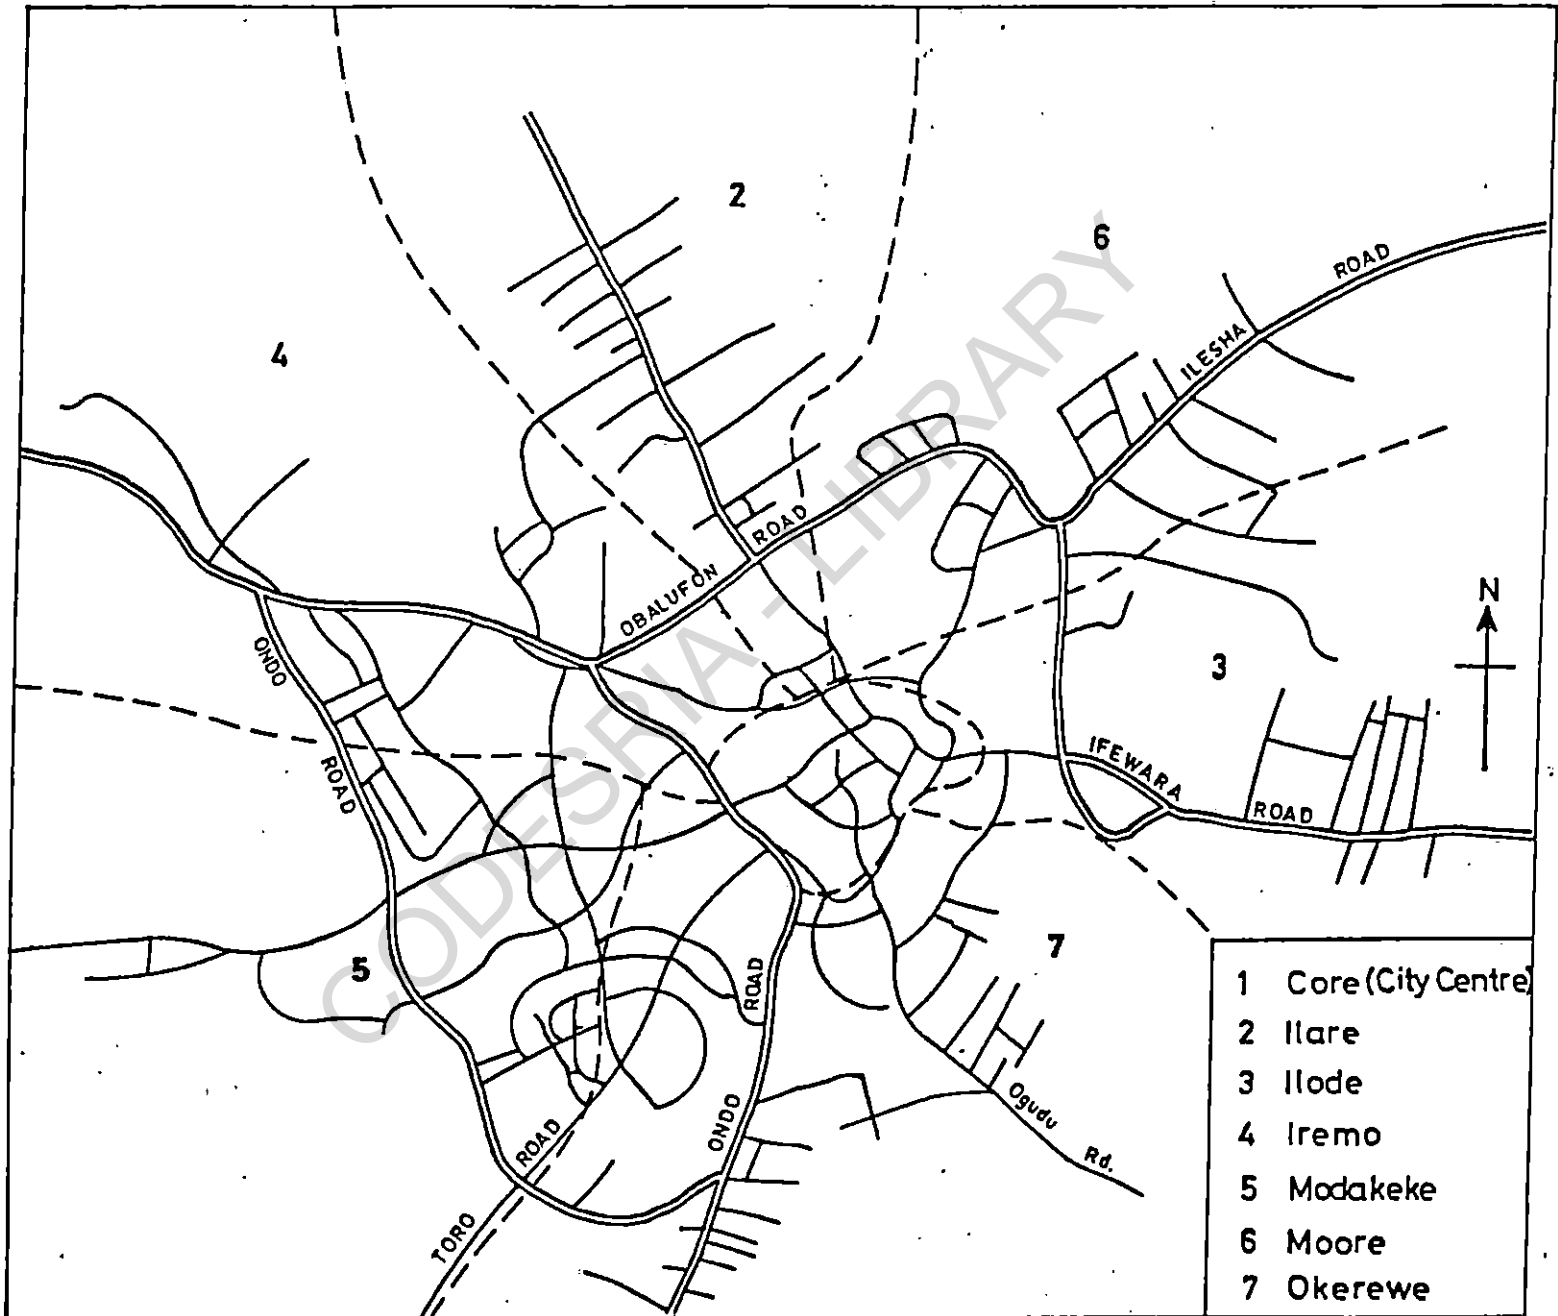 2
6
ROAD
ILESHA
4
ROAD
OBALUFON
N
3
ONDO
ROAD
IFEWARA
ROAD
5
7
ROAD
ONDO
Ogudu
Rd.
ROAD
TORO
CODESRIA - LIBRARY
1 Core (City Centre)
2 Ilare
3 Ilode
4 Iremo
5 Modakeke
6 Moore
7 Okerewe